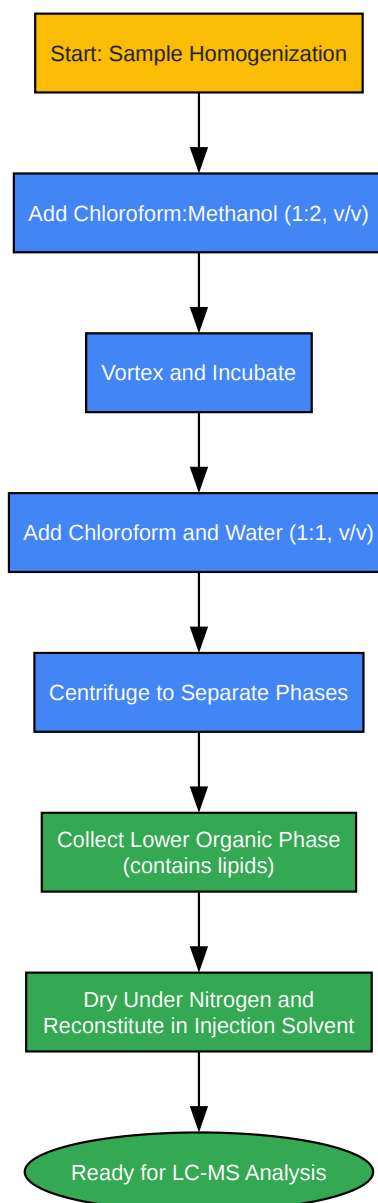 Start: Sample Homogenization
Add Chloroform:Methanol (1:2, v/v)
Vortex and Incubate
Add Chloroform and Water (1:1, v/v)
Centrifuge to Separate Phases
Collect Lower Organic Phase
(contains lipids)
Dry Under Nitrogen and
Reconstitute in Injection Solvent
Ready for LC-MS Analysis